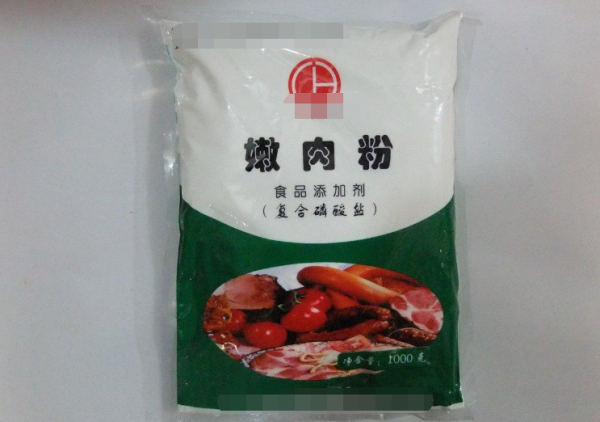 嫩肉粉
食品添加剂
(复合磷酸盐)
净含量:1000克